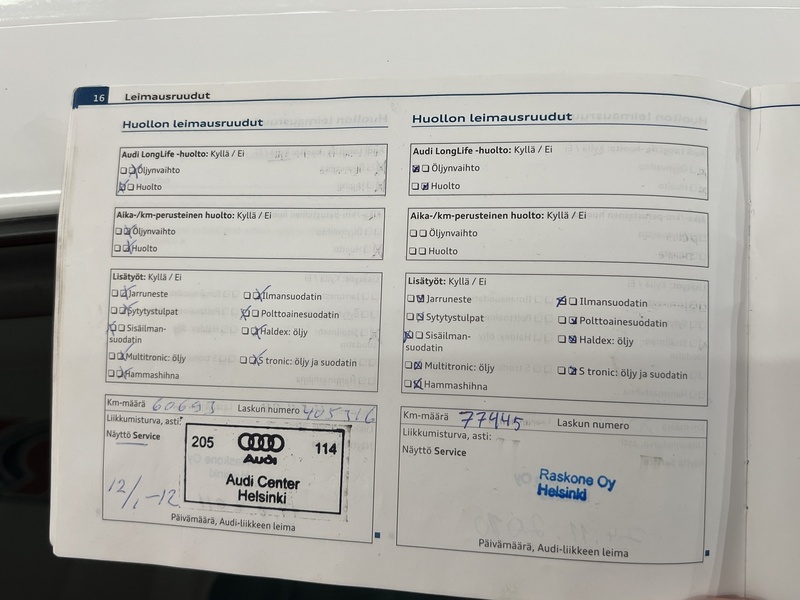 16 Leimausruudut
Huollon leimausruudut
Audi LongLife -huolto: Kyllä / Ei
Öljynvaihto
Huolto
Aika-/km-perusteinen huolto: Kyllä / Ei
Öljynvaihto
Huolto
Lisätyöt: Kyllä / Ei
Jarruneste
Ilmansuodatin
Sytytystulpat
Polttoainesuodatin
Sisäilman-
suodatin
Haldex: öljy
Multitronic: öljy
S tronic: öljy ja suodatin
Hammashihna
Km-määrä 60693 Laskun numero 405316
Liikkumisturva, asti:
Näyttö Service
205 Audi 114
Audi Center
Helsinki
12/1-12
Päivämäärä, Audi-liikkeen leima
Huollon leimausruudut
Audi LongLife -huolto: Kyllä / Ei
Öljynvaihto
Huolto
Aika-/km-perusteinen huolto: Kyllä / Ei
Öljynvaihto
Huolto
Lisätyöt: Kyllä / Ei
Jarruneste
Ilmansuodatin
Sytytystulpat
Polttoainesuodatin
Sisäilman-
suodatin
Haldex: öljy
Multitronic: öljy
S tronic: öljy ja suodatin
Hammashihna
Km-määrä 77445 Laskun numero
Liikkumisturva, asti:
Näyttö Service
Raskone Oy
Helsinki
Päivämäärä, Audi-liikkeen leima